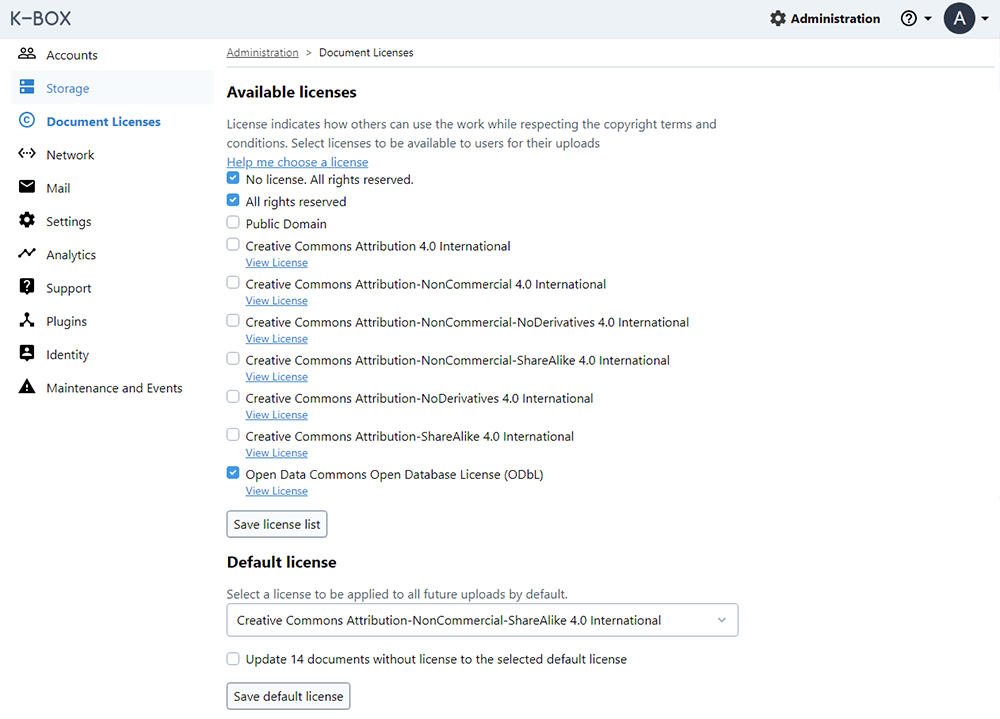 K-BOX
Administration
A
Accounts
Storage
Document Licenses
Network
Mail
Settings
Analytics
Support
Plugins
Identity
Maintenance and Events
Administration > Document Licenses
Available licenses
License indicates how others can use the work while respecting the copyright terms and
conditions. Select licenses to be available to users for their uploads
Help me choose a license
No license. All rights reserved.
All rights reserved
Public Domain
Creative Commons Attribution 4.0 International
View License
Creative Commons Attribution-NonCommercial 4.0 International
View License
Creative Commons Attribution-NonCommercial-NoDerivatives 4.0 International
View License
Creative Commons Attribution-NonCommercial-ShareAlike 4.0 International
View License
Creative Commons Attribution-NoDerivatives 4.0 International
View License
Creative Commons Attribution-ShareAlike 4.0 International
View License
Open Data Commons Open Database License (ODbL)
View License
Save license list
Default license
Select a license to be applied to all future uploads by default.
Creative Commons Attribution-NonCommercial-ShareAlike 4.0 International
Update 14 documents without license to the selected default license
Save default license